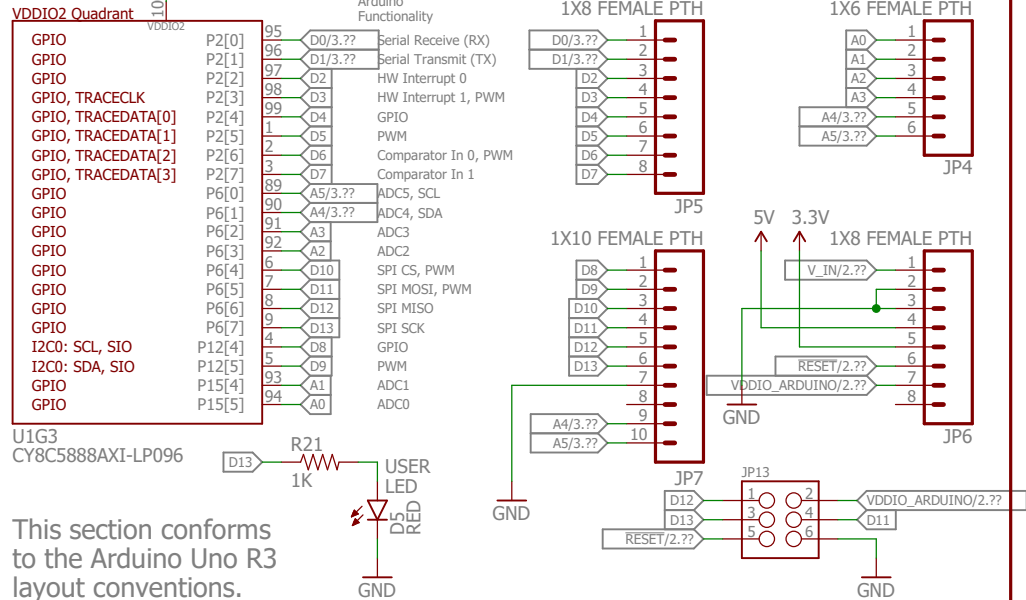 VDDIO2 Quadrant
10
VDDIO2
Arduino
Functionality
GPIO P2[0] 95 D0/3.?? Serial Receive (RX)
GPIO P2[1] 96 D1/3.?? Serial Transmit (TX)
GPIO P2[2] 97 D2 HW Interrupt 0
GPIO, TRACECLK P2[3] 98 D3 HW Interrupt 1, PWM
GPIO, TRACEDATA[0] P2[4] 99 D4 GPIO
GPIO, TRACEDATA[1] P2[5] 1 D5 PWM
GPIO, TRACEDATA[2] P2[6] 2 D6 Comparator In 0, PWM
GPIO, TRACEDATA[3] P2[7] 3 D7 Comparator In 1
GPIO P6[0] 89 A5/3.?? ADC5, SCL
GPIO P6[1] 90 A4/3.?? ADC4, SDA
GPIO P6[2] 91 A3 ADC3
GPIO P6[3] 92 A2 ADC2
GPIO P6[4] 6 D10 SPI CS, PWM
GPIO P6[5] 7 D11 SPI MOSI, PWM
GPIO P6[6] 8 D12 SPI MISO
GPIO P6[7] 9 D13 SPI SCK
I2C0: SCL, SIO P12[4] 4 D8 GPIO
I2C0: SDA, SIO P12[5] 5 D9 PWM
GPIO P15[4] 93 A1 ADC1
GPIO P15[5] 94 A0 ADC0
U1G3
CY8C5888AXI-LP096
1X8 FEMALE PTH
D0/3.?? 1
D1/3.?? 2
D2 3
D3 4
D4 5
D5 6
D6 7
D7 8
JP5
1X6 FEMALE PTH
A0 1
A1 2
A2 3
A3 4
A4/3.?? 5
A5/3.?? 6
JP4
1X10 FEMALE PTH
D8 1
D9 2
D10 3
D11 4
D12 5
D13 6
7
8
A4/3.?? 9
A5/3.?? 10
JP7
GND
5V 3.3V
1X8 FEMALE PTH
V_IN/2.?? 1
2
3
4
5
RESET/2.?? 6
VDDIO_ARDUINO/2.?? 7
8
GND
JP6
D13
R21
1K
USER
LED
D5
RED
GND
JP13
D12 1 2 VDDIO_ARDUINO/2.??
D13 3 4 D11
RESET/2.?? 5 6
GND
This section conforms
to the Arduino Uno R3
layout conventions.